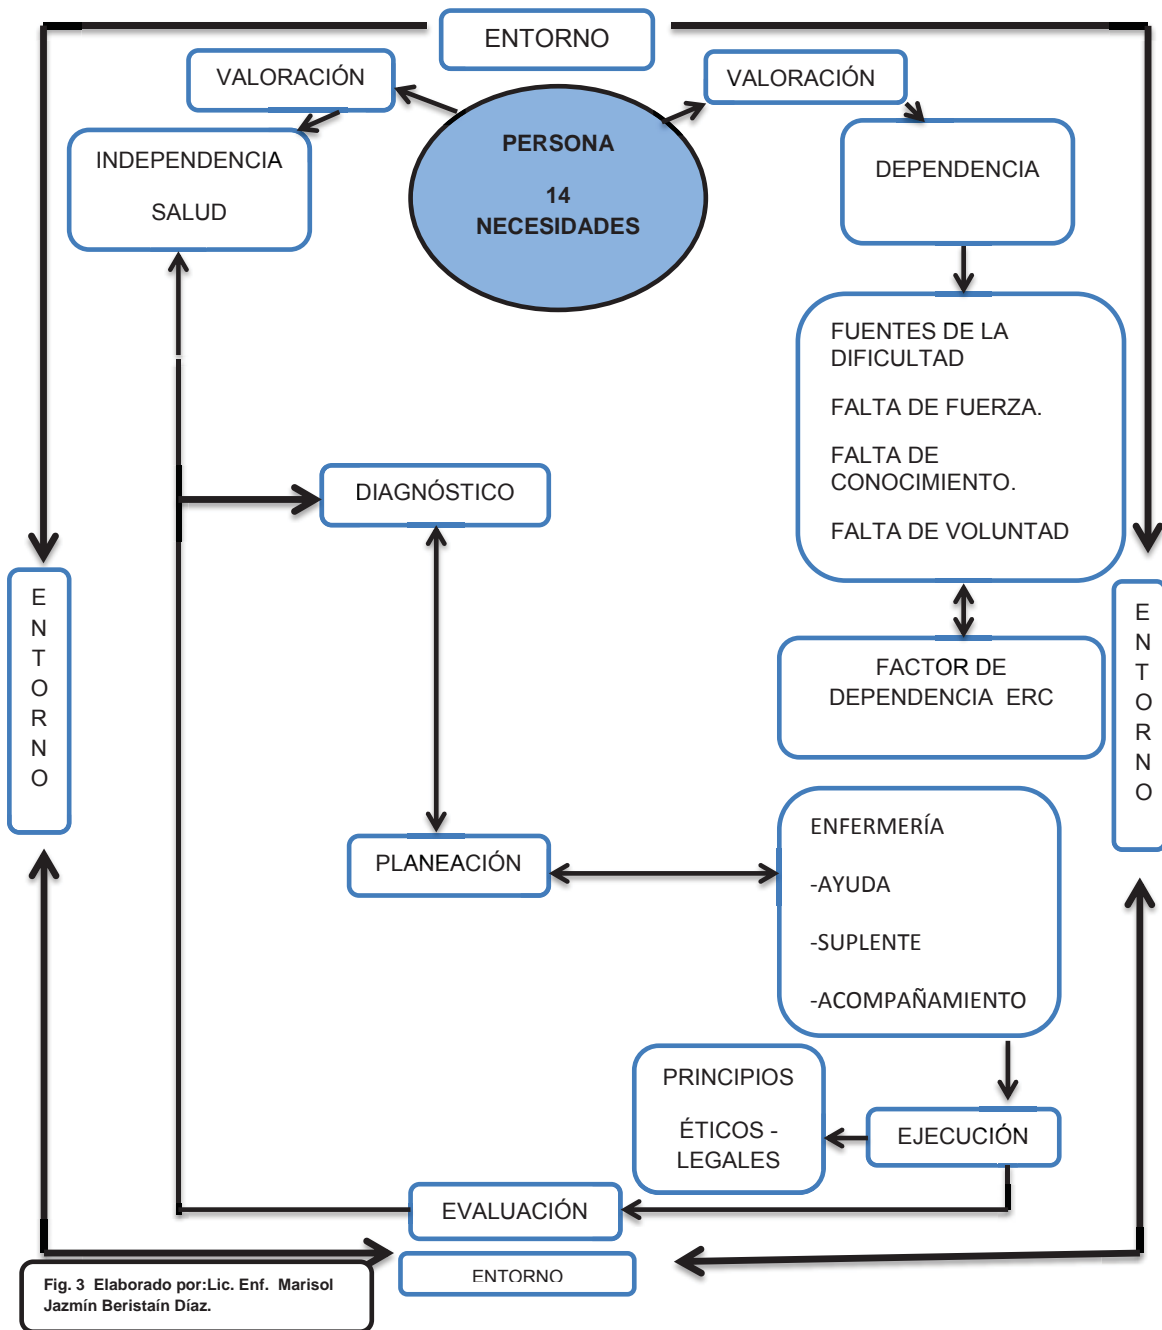 ENTORNO
VALORACIÓN
VALORACIÓN
PERSONA
14
NECESIDADES
INDEPENDENCIA
SALUD
DEPENDENCIA
FUENTES DE LA
DIFICULTAD
FALTA DE FUERZA.
FALTA DE
CONOCIMIENTO.
FALTA DE VOLUNTAD
DIAGNÓSTICO
E
N
T
O
R
N
O
E
N
T
O
R
N
O
FACTOR DE
DEPENDENCIA ERC
PLANEACIÓN
ENFERMERÍA
-AYUDA
-SUPLENTE
-ACOMPAÑAMIENTO
PRINCIPIOS
ÉTICOS -
LEGALES
EJECUCIÓN
EVALUACIÓN
ENTORNO
Fig. 3 Elaborado por:Lic. Enf. Marisol
Jazmín Beristaín Díaz.